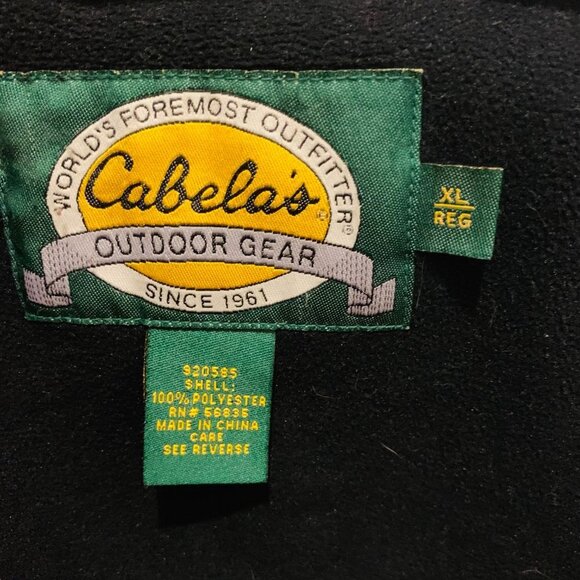 WORLD'S FOREMOST OUTFITTER®
Cabela's®
OUTDOOR GEAR
SINCE 1961
XL
REG
920595
SHELL:
100% POLYESTER
RN# 56835
MADE IN CHINA
CARE
SEE REVERSE